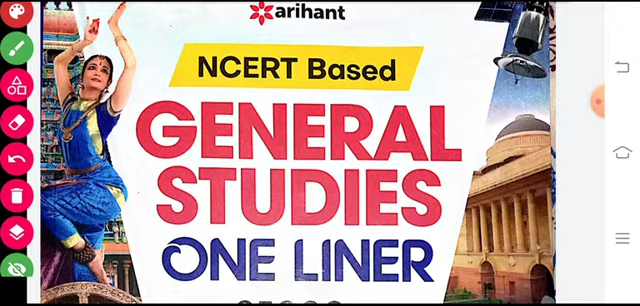 arihant
NCERT Based
GENERAL
STUDIES
ONE LINER